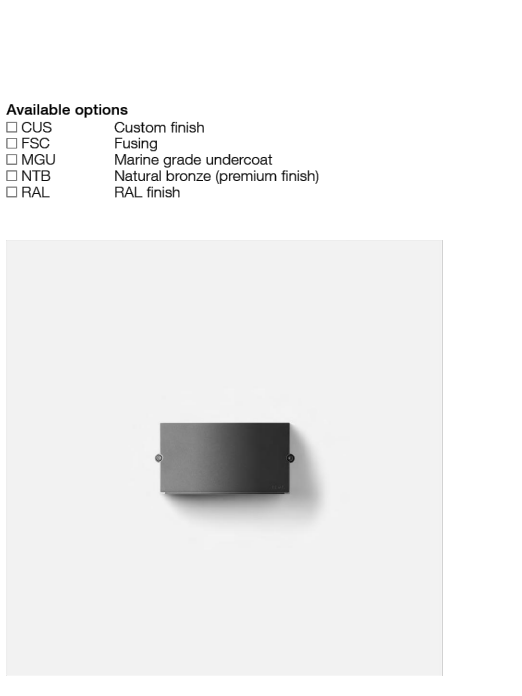 Available options
☐ CUS Custom finish
☐ FSC Fusing
☐ MGU Marine grade undercoat
☐ NTB Natural bronze (premium finish)
☐ RAL RAL finish